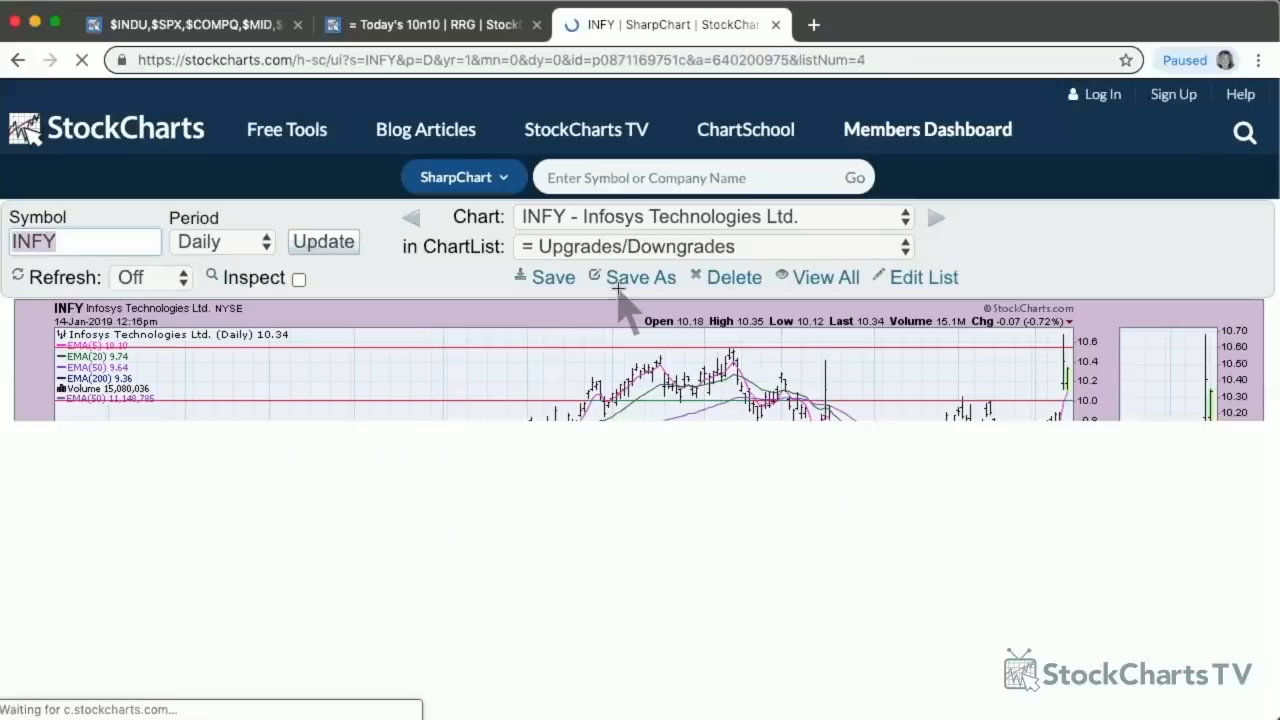 $INDU,$SPX,$COMPQ,$MID,$
= Today's 10n10 | RRG | StockC
INFY | SharpChart | StockChar
https://stockcharts.com/h-sc/ui?s=INFY&p=D&yr=1&mn=0&dy=0&id=p0871169751c&a=640200975&listNum=4
Paused
Log In
Sign Up
Help
StockCharts
Free Tools
Blog Articles
StockCharts TV
ChartSchool
Members Dashboard
SharpChart
Enter Symbol or Company Name
Go
Symbol
Period
Chart:
INFY - Infosys Technologies Ltd.
INFY
Daily
Update
in ChartList:
= Upgrades/Downgrades
Refresh:
Off
Inspect
Save
Save As
Delete
View All
Edit List
INFY Infosys Technologies Ltd. NYSE
© StockCharts.com
14-Jan-2019 12:16pm
Open 10.18 High 10.35 Low 10.12 Last 10.34 Volume 15.1M Chg -0.07 (-0.72%)
Infosys Technologies Ltd. (Daily) 10.34
EMA(5) 10.10
EMA(20) 9.74
EMA(50) 9.64
EMA(200) 9.36
Volume 15,080,036
EMA(50) 11,148,785
10.6
10.4
10.2
10.0
9.8
10.70
10.60
10.50
10.40
10.30
10.20
StockChartsTV
Waiting for c.stockcharts.com...